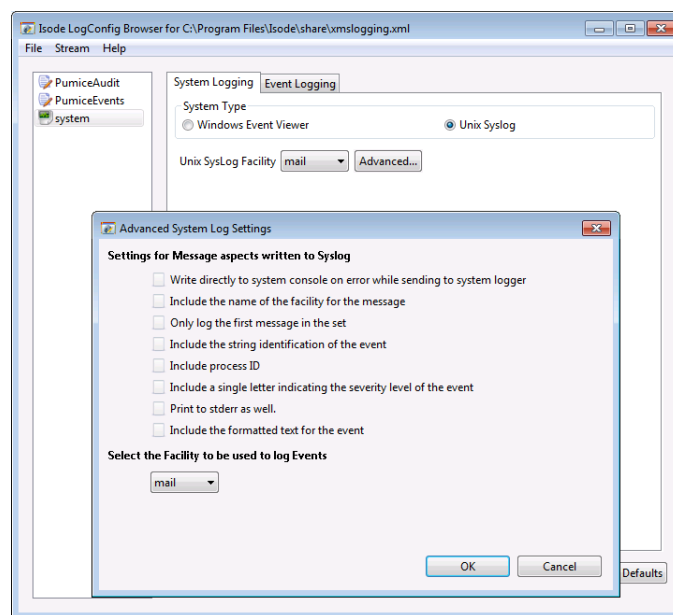 Isode LogConfig Browser for C:\Program Files\Isode\share\xmslogging.xml
File Stream Help
PumiceAudit
PumiceEvents
system
System Logging Event Logging
System Type
Windows Event Viewer Unix Syslog
Unix SysLog Facility mail Advanced...
Advanced System Log Settings
Settings for Message aspects written to Syslog
Write directly to system console on error while sending to system logger
Include the name of the facility for the message
Only log the first message in the set
Include the string identification of the event
Include process ID
Include a single letter indicating the severity level of the event
Print to stderr as well.
Include the formatted text for the event
Select the Facility to be used to log Events
mail
OK Cancel
Defaults